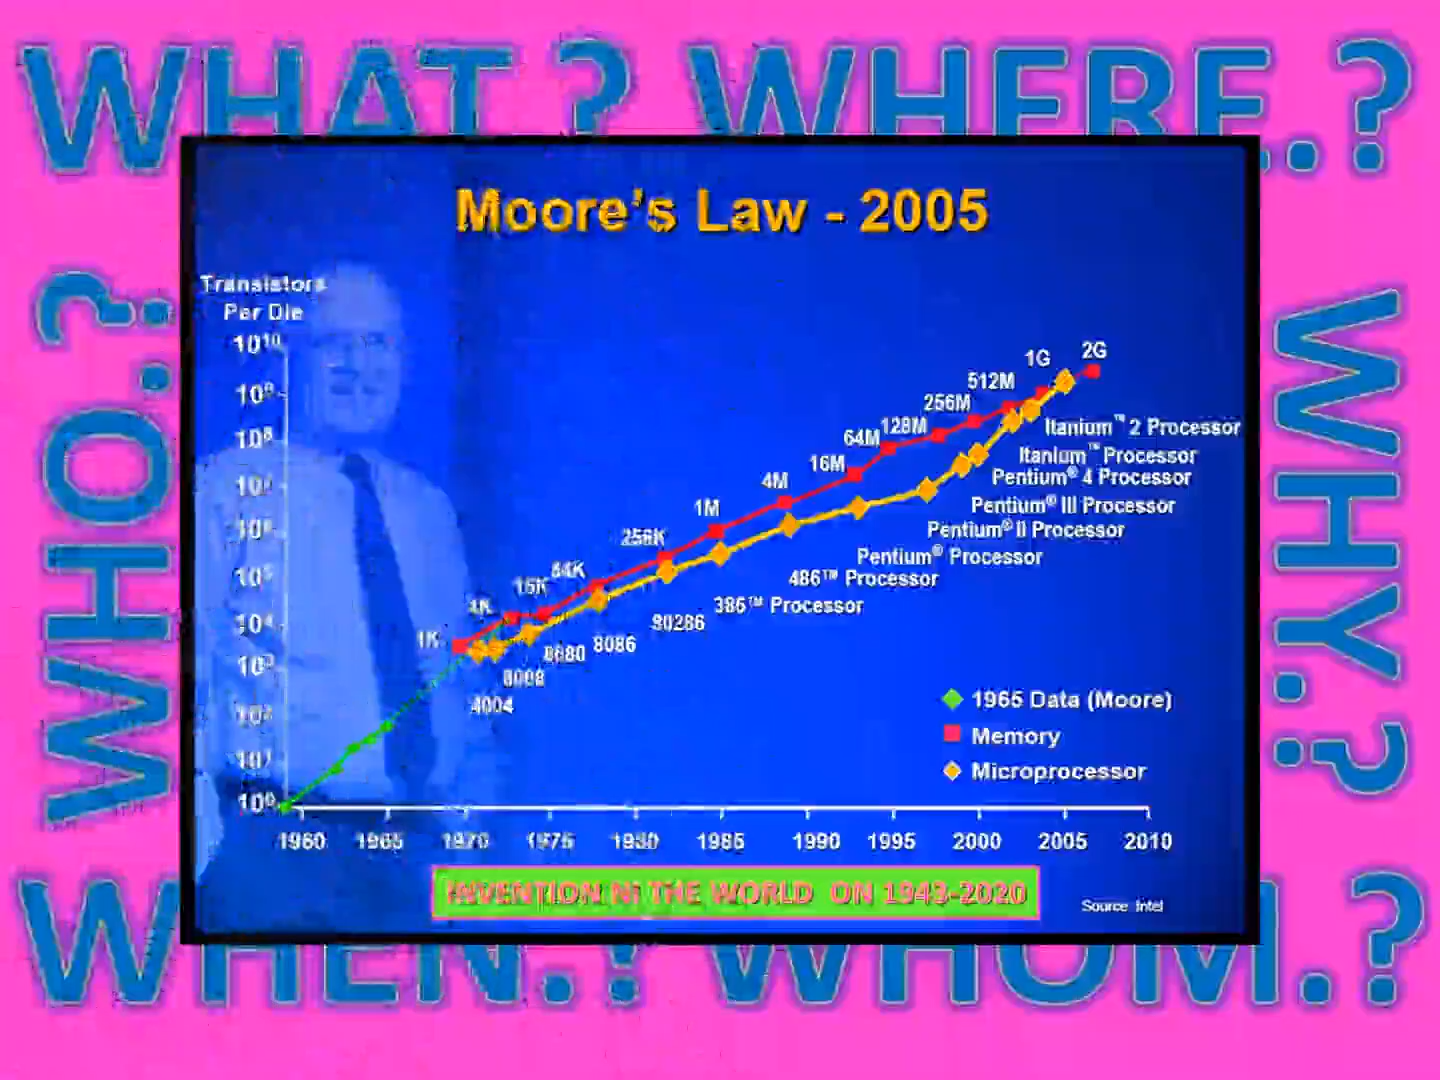 WHAT.? WHERE.?
WHO.?
WHY.?
Moore's Law - 2005
Transistors
Per Die
10¹⁰
10⁹
10⁸
10⁷
10⁶
10⁵
10⁴
10³
10²
10¹
10⁰
1K
4K
16K
64K
256K
1M
4M
16M
64M
128M
256M
512M
1G
2G
4004
8008
8080
8086
80286
386™ Processor
486™ Processor
Pentium® Processor
Pentium® II Processor
Pentium® III Processor
Pentium® 4 Processor
Itanium™ Processor
Itanium™ 2 Processor
1965 Data (Moore)
Memory
Microprocessor
1960 1965 1970 1975 1980 1985 1990 1995 2000 2005 2010
INVENTION IN THE WORLD ON 1943-2020
Source: Intel
WHEN.? WHOM.?